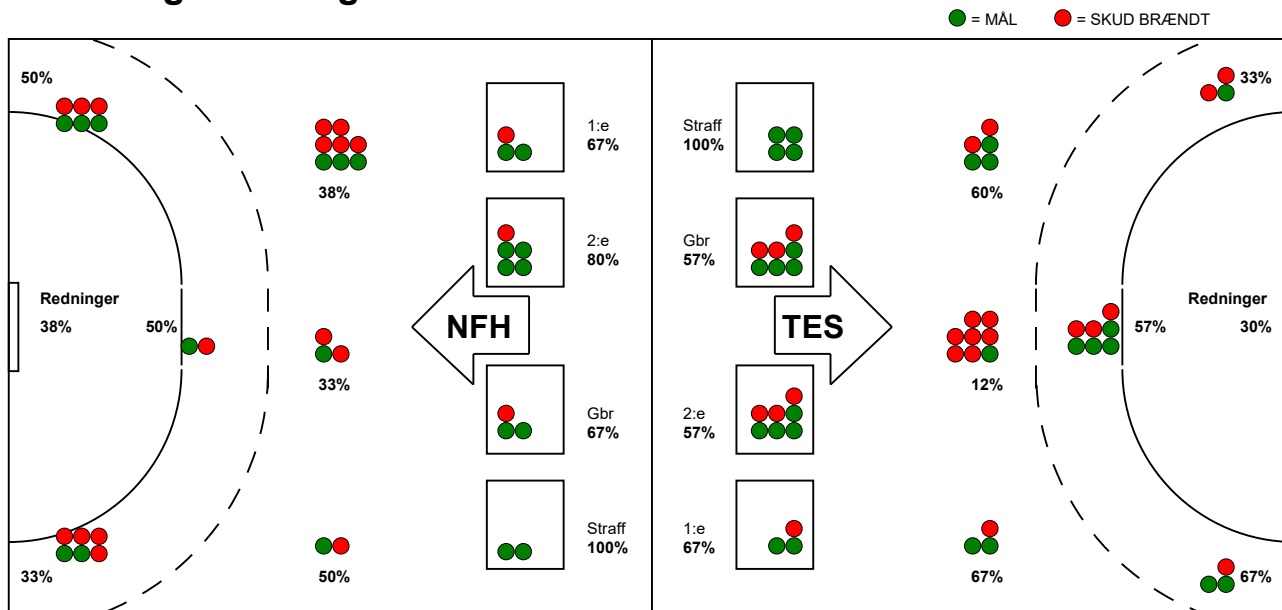 = MÅL
= SKUD BRÆNDT
50%
38%
Redninger
38%
50%
33%
33%
50%
1:e
67%
2:e
80%
NFH
Gbr
67%
Straff
100%
Straff
100%
Gbr
57%
TES
2:e
57%
1:e
67%
60%
33%
12%
57%
Redninger
30%
67%
67%